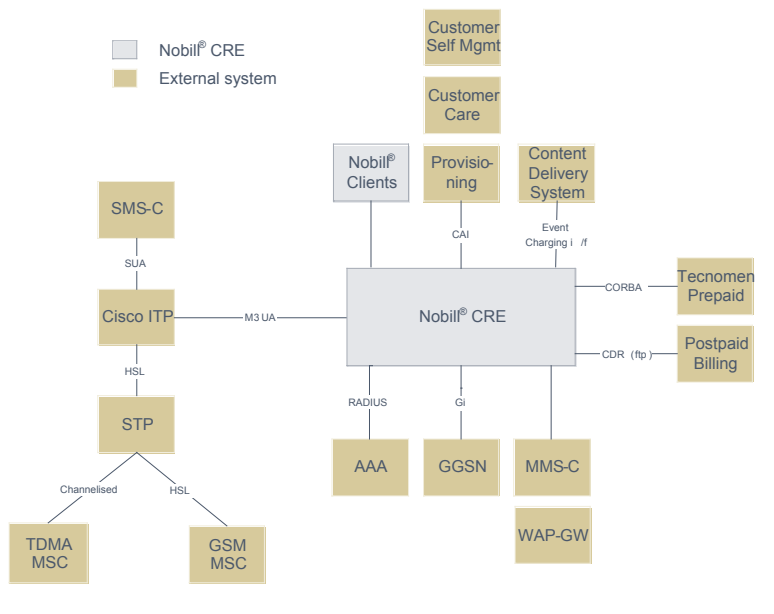 Nobill® CRE
External system
Customer
Self Mgmt
Customer
Care
Nobill®
Clients
Provisio-
ning
Content
Delivery
System
SMS-C
CAI
Event
Charging i /f
SUA
Cisco ITP
M3 UA
Nobill® CRE
CORBA
Tecnomen
Prepaid
CDR (ftp)
Postpaid
Billing
HSL
STP
RADIUS
Gi
AAA
GGSN
MMS-C
Channelised
HSL
TDMA
MSC
GSM
MSC
WAP-GW